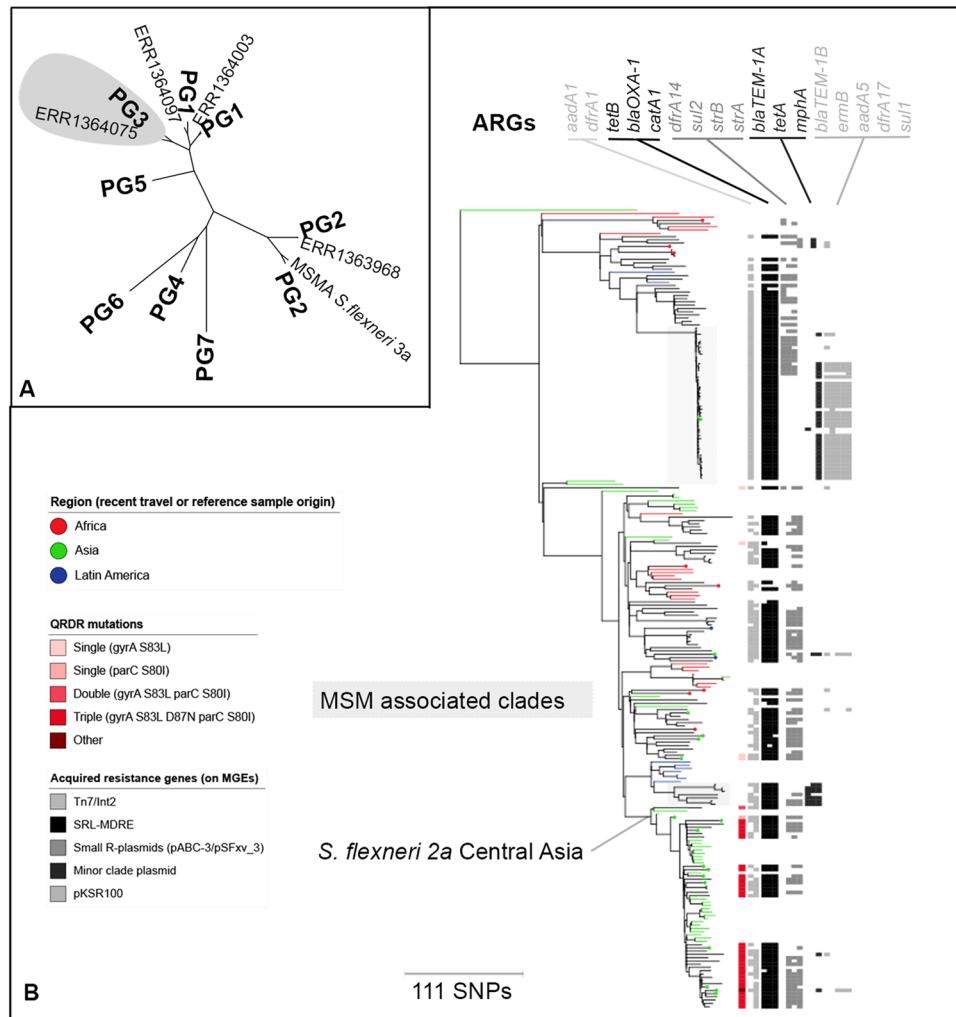 ERR1364097
PG1
ERR1364003
PG1
PG3
ERR1364075
PG5
PG2
ERR1363968
MSMA S.flexneri 3a
PG2
PG6
PG4
PG7
A
ARGs
aadA1
dfrA1
tetB
blaOXA-1
catA1
dfrA14
sul2
strB
strA
blaTEM-1A
tetA
mphA
blaTEM-1B
ermB
aadA5
dfrA17
sul1
Region (recent travel or reference sample origin)
Africa
Asia
Latin America
QRDR mutations
Single (gyrA S83L)
Single (parC S80I)
Double (gyrA S83L parC S80I)
Triple (gyrA S83L D87N parC S80I)
Other
Acquired resistance genes (on MGEs)
Tn7/Int2
SRL-MDRE
Small R-plasmids (pABC-3/pSFxv_3)
Minor clade plasmid
pKSR100
MSM associated clades
S. flexneri 2a Central Asia
111 SNPs
B